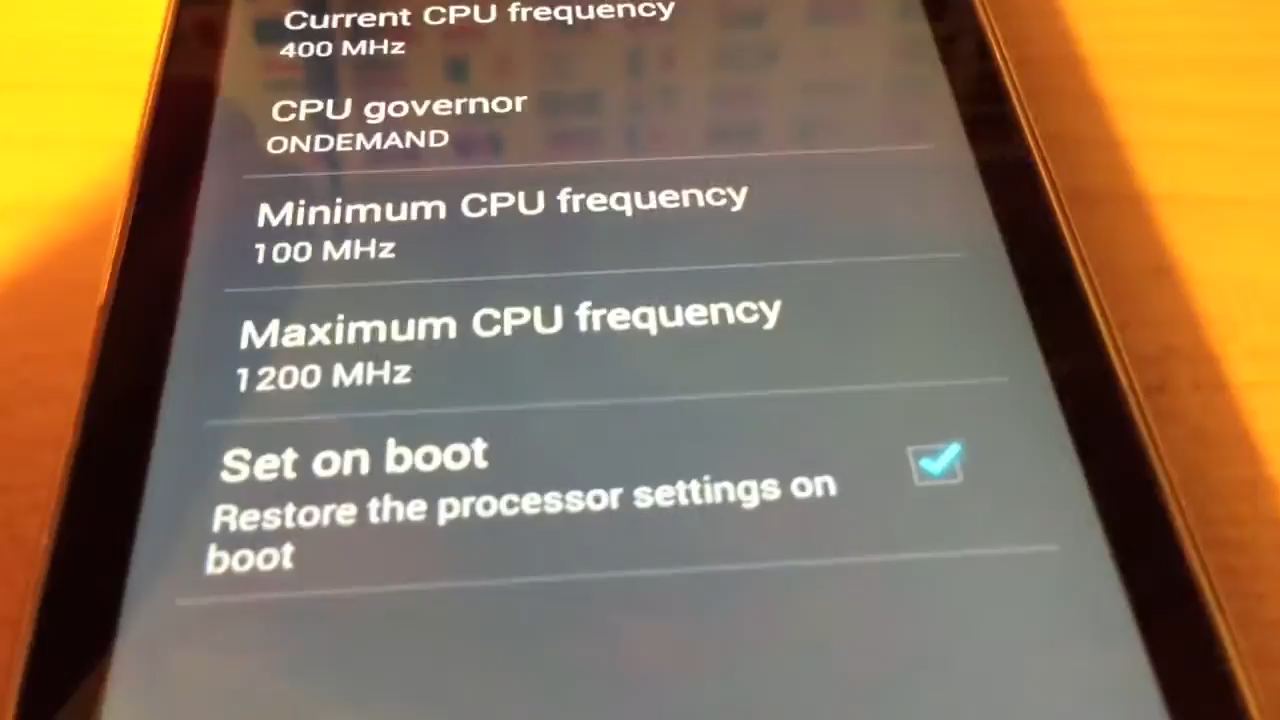 Current CPU frequency
400 MHz
CPU governor
ONDEMAND
Minimum CPU frequency
100 MHz
Maximum CPU frequency
1200 MHz
Set on boot
Restore the processor settings on
boot